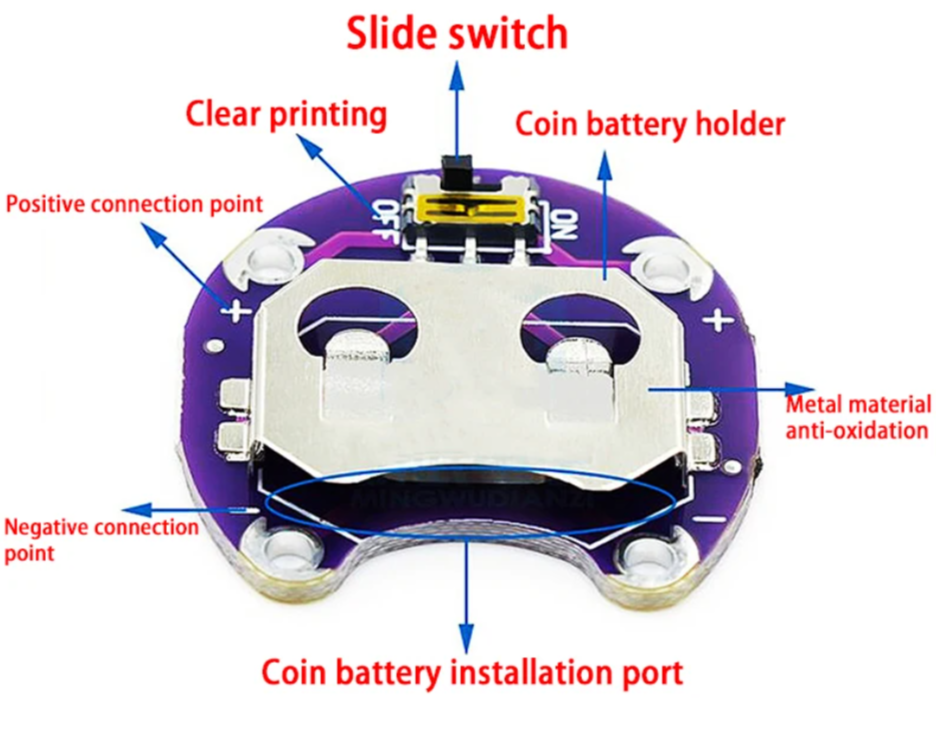 Slide switch
Clear printing
Coin battery holder
Positive connection point
OFF
ON
+
+
Metal material
anti-oxidation
MINGWUDIANZI
Negative connection
point
-
-
Coin battery installation port